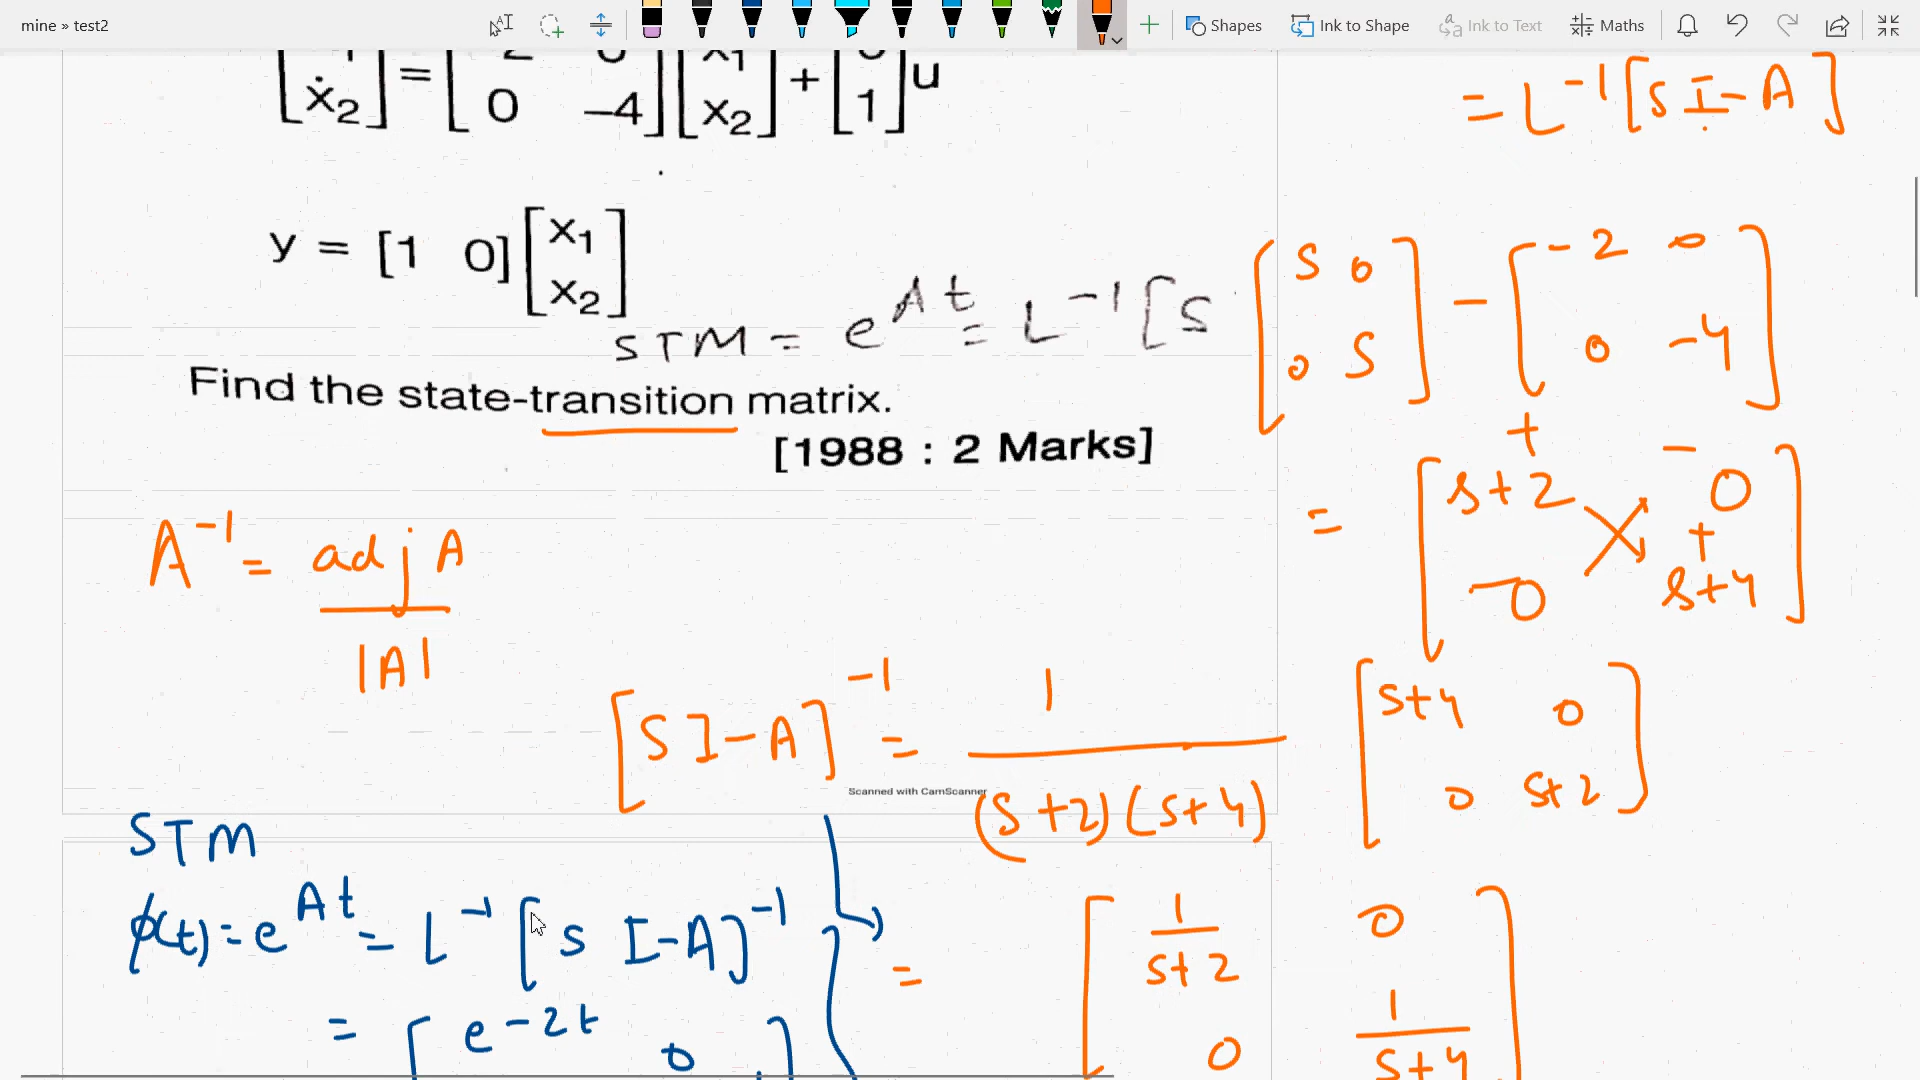 mine » test2
Shapes Ink to Shape Ink to Text Maths
ẋ2 = 0 −4 x1 x2 + 1 u
y = [1 0] x1 x2
STM = e^At = L^-1 [S
Find the state-transition matrix.
[1988 : 2 Marks]
A^-1 = adj A / |A|
[S I - A]^-1 = 1 / (S+2)(S+4)
Scanned with CamScanner
= L^-1 [S I - A]
[S 0 0 S] - [-2 0 0 -4]
+ -
= [s+2 0 -0 + s+4]
[s+4 0 0 s+2]
STM
ϕ(t) = e^At = L^-1 [S I - A]^-1
= [e^-2t 0
= [1/s+2 0 0 1/s+4]